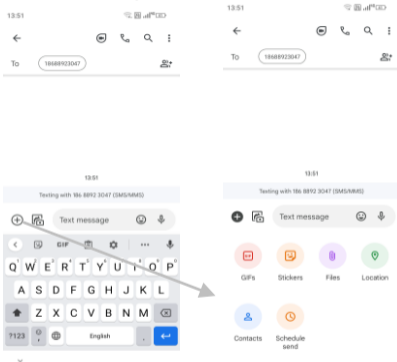 13:51
To 18688923047
13:51
Texting with 186 8892 3047 (SMS/MMS)
Text message
GIF
Q W E R T Y U I O P
A S D F G H J K L
Z X C V B N M
?123 , English .
13:51
To 18688923047
13:51
Texting with 186 8892 3047 (SMS/MMS)
Text message
GIFs Stickers Files Location
Contacts Schedule
send